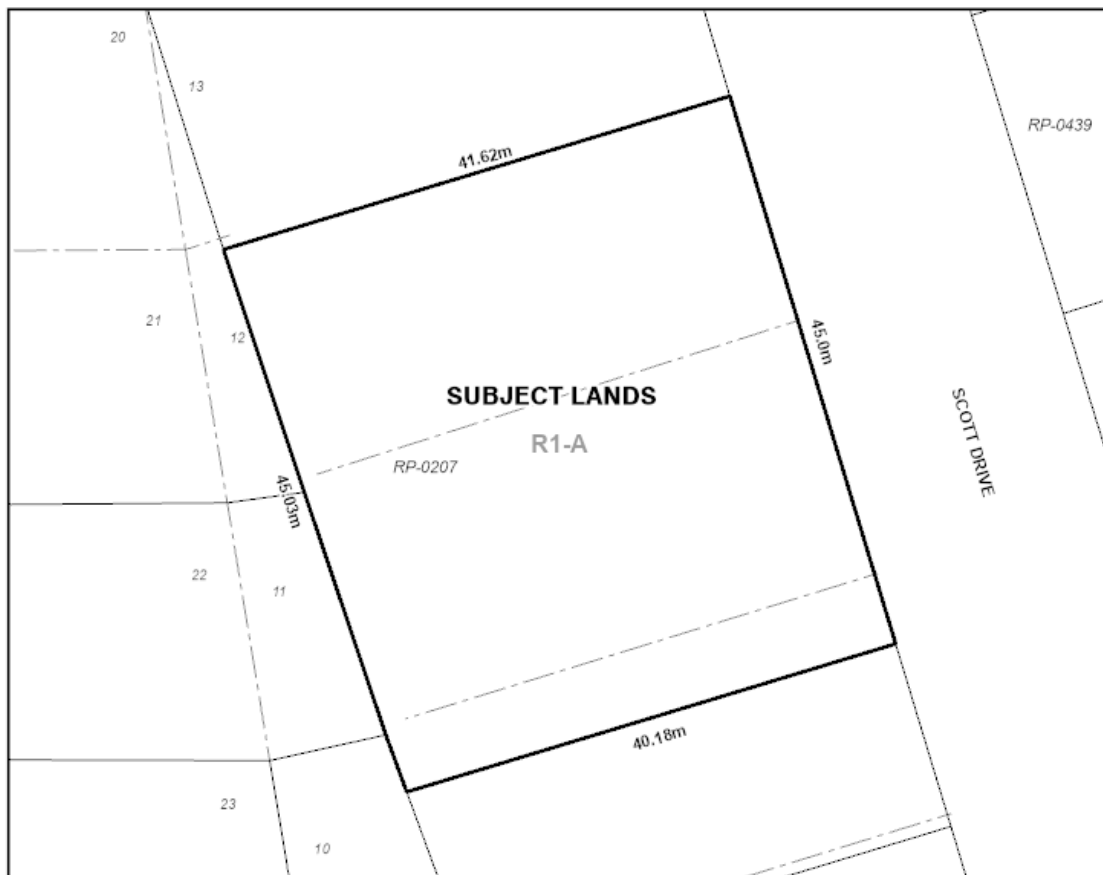 20
13
RP-0439
41.62m
21
12
45.0m
SUBJECT LANDS
R1-A
SCOTT DRIVE
RP-0207
45.03m
22
11
40.18m
23
10